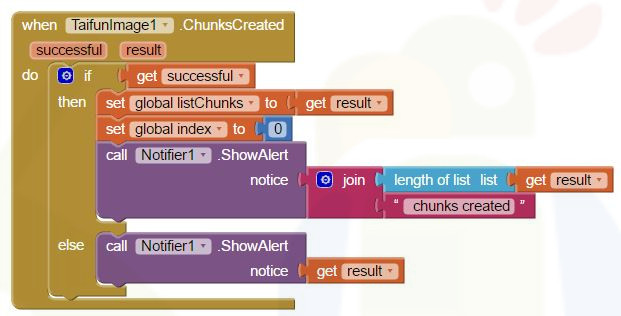 when TaifunImage1 .ChunksCreated
successful result
do if get successful
then set global listChunks to get result
set global index to 0
call Notifier1 .ShowAlert
notice join length of list list get result
“ chunks created ”
else call Notifier1 .ShowAlert
notice get result